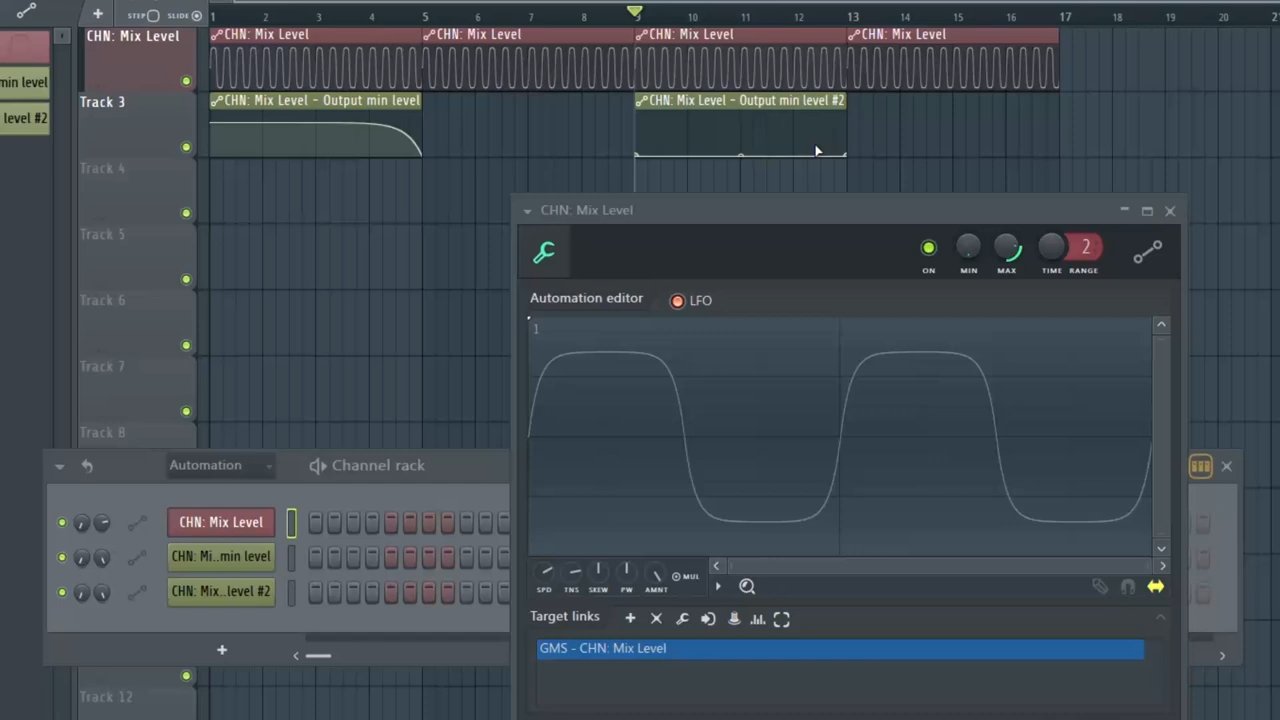 STEP SLIDE
1 2 3 4 5 6 7 8 9 10 11 12 13 14 15 16 17 18 19 20
CHN: Mix Level
CHN: Mix Level
CHN: Mix Level
CHN: Mix Level
CHN: Mix Level
min level
level #2
Track 3
CHN: Mix Level - Output min level
CHN: Mix Level - Output min level #2
Track 4
Track 5
Track 6
Track 7
Track 8
Track 12
CHN: Mix Level
ON MIN MAX TIME RANGE
2
Automation editor
LFO
1
SPD TNS SKEW PW AMNT
MUL
Target links
GMS - CHN: Mix Level
Automation
Channel rack
CHN: Mix Level
CHN: Mi..min level
CHN: Mix..level #2